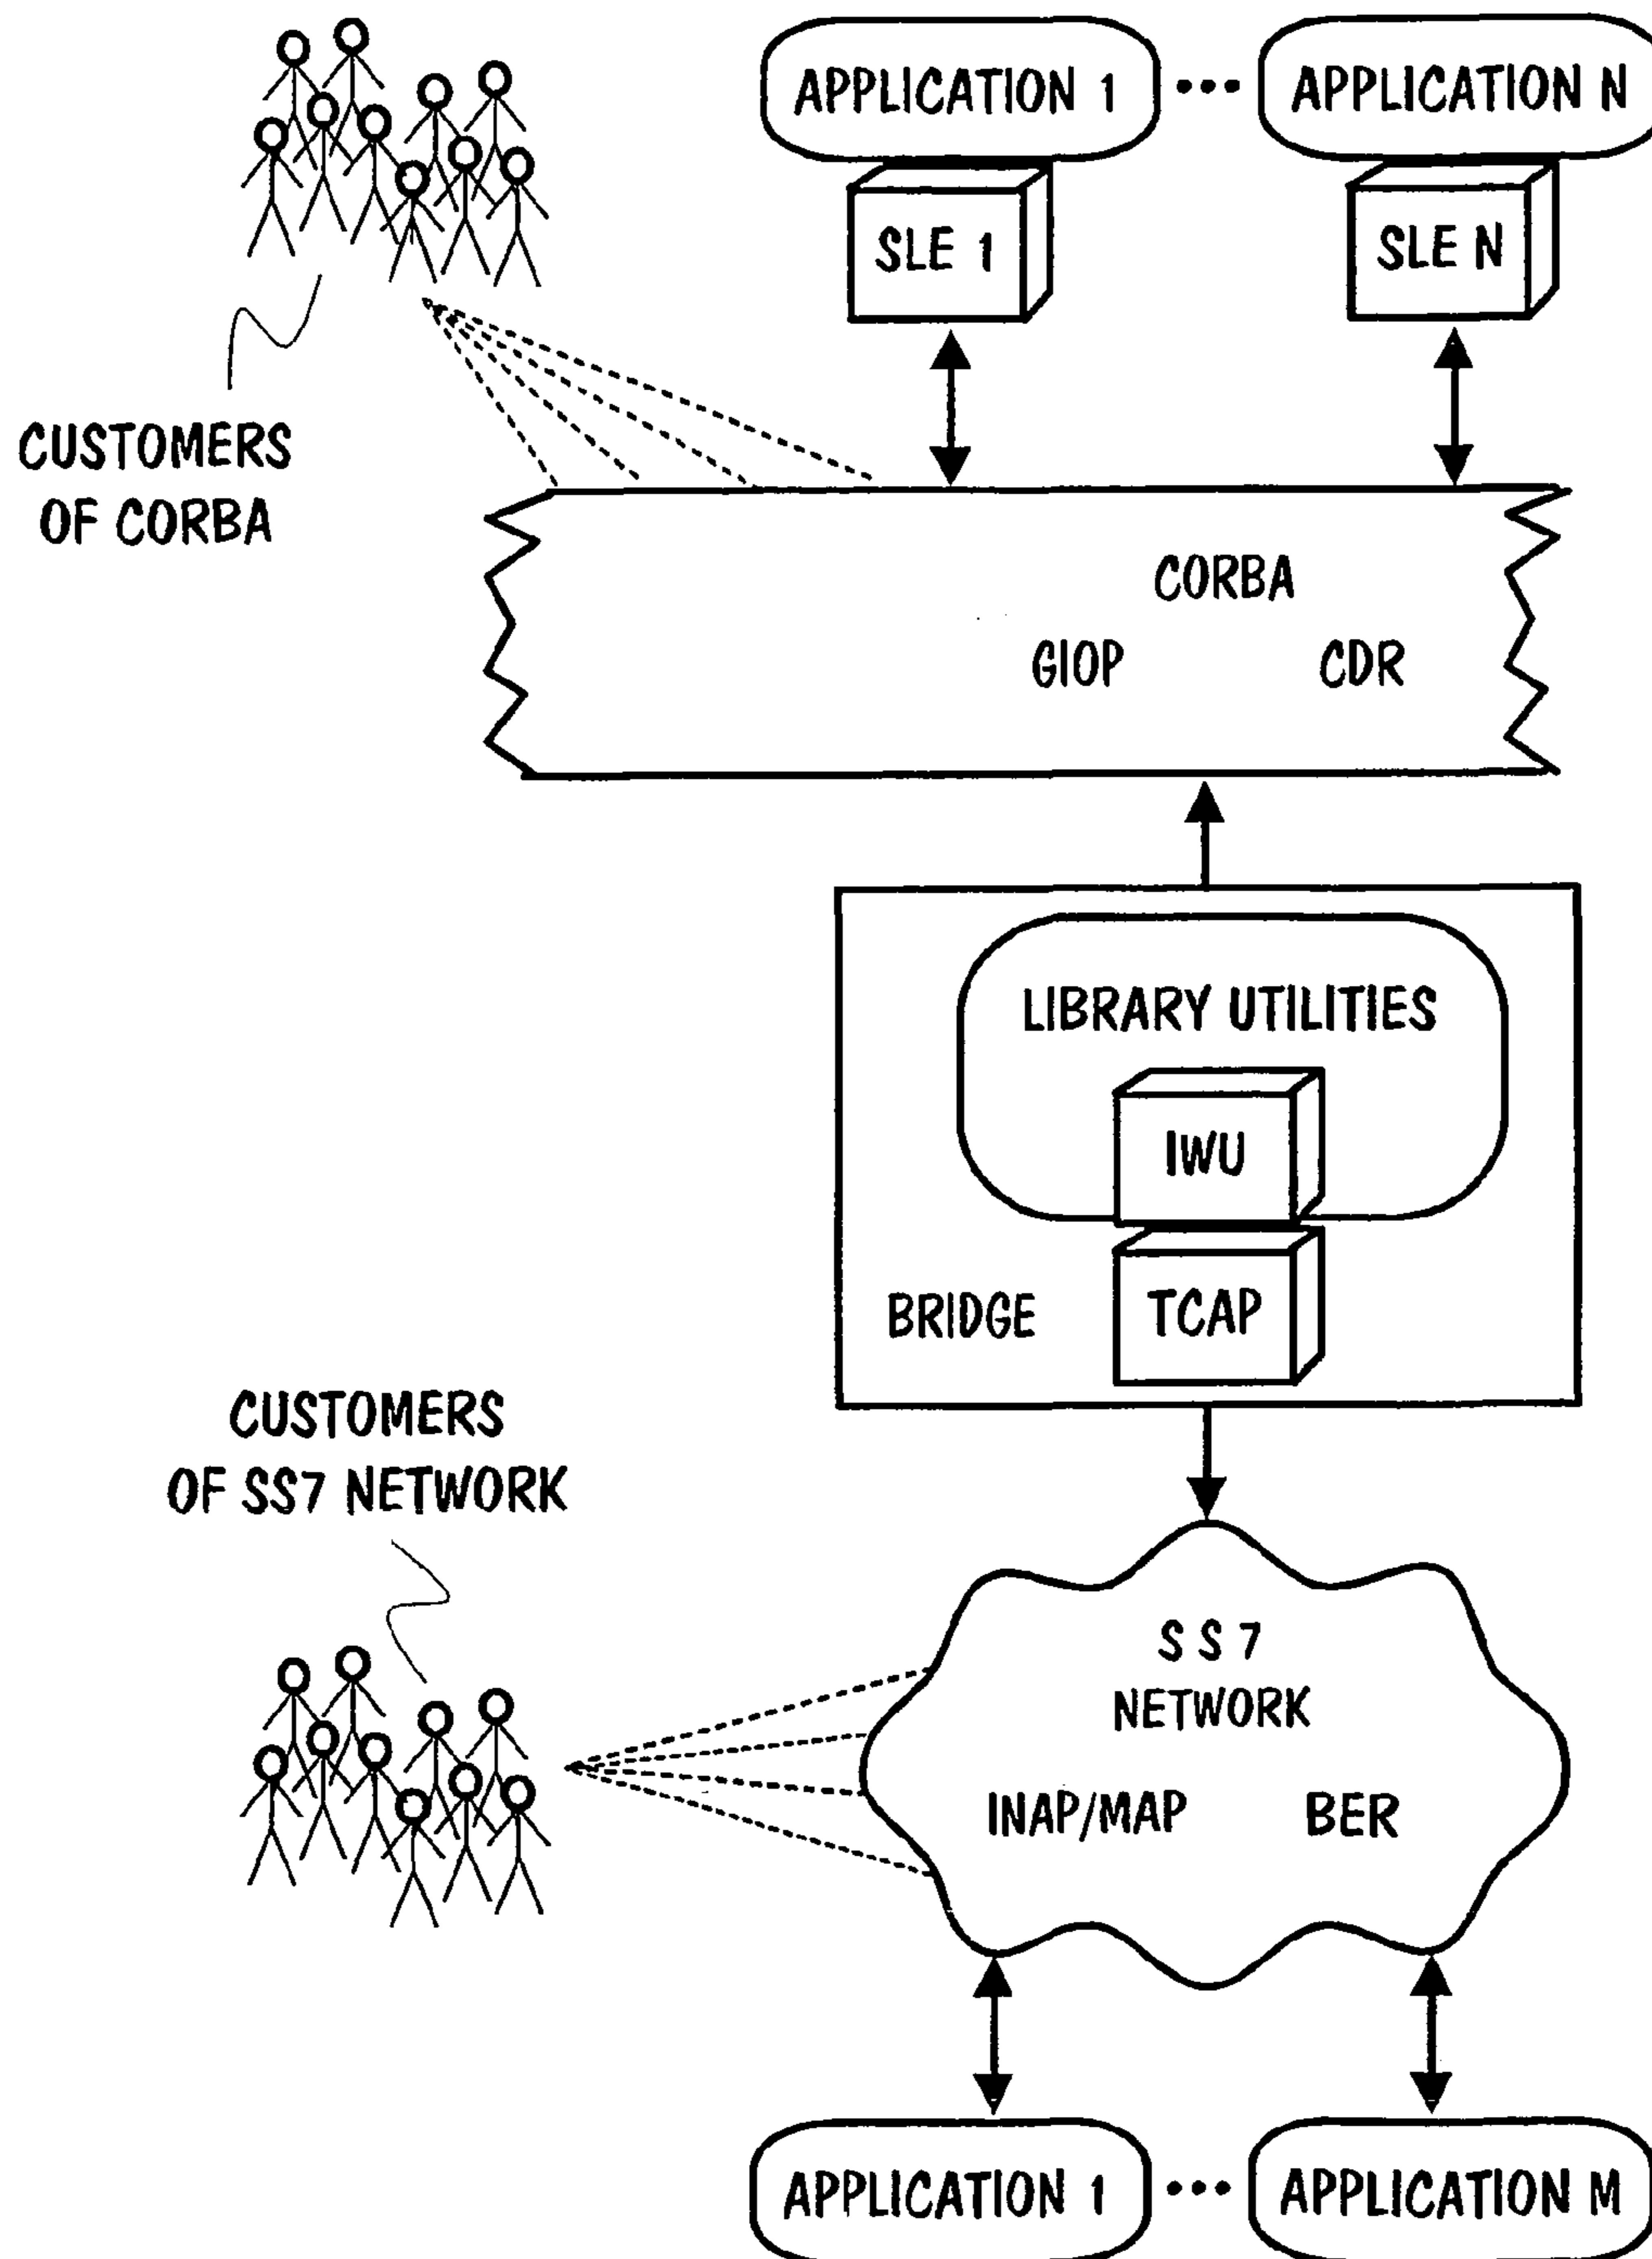 APPLICATION 1 ••• APPLICATION N
SLE 1
SLE N
CUSTOMERS
OF CORBA
CORBA
GIOP
CDR
LIBRARY UTILITIES
IWU
BRIDGE
TCAP
CUSTOMERS
OF SS7 NETWORK
S S 7
NETWORK
INAP/MAP
BER
APPLICATION 1 ••• APPLICATION M